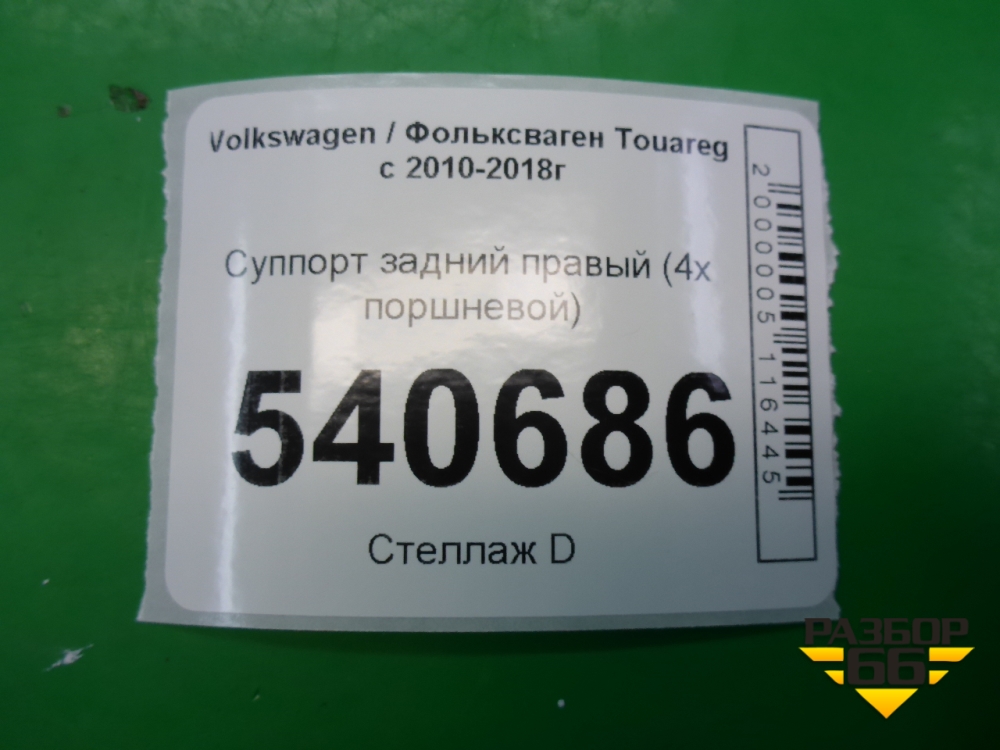 Volkswagen / Фольксваген Touareg
с 2010-2018г
Суппорт задний правый (4х
поршневой)
540686
Стеллаж D
2000005116445
РАЗБОР
66